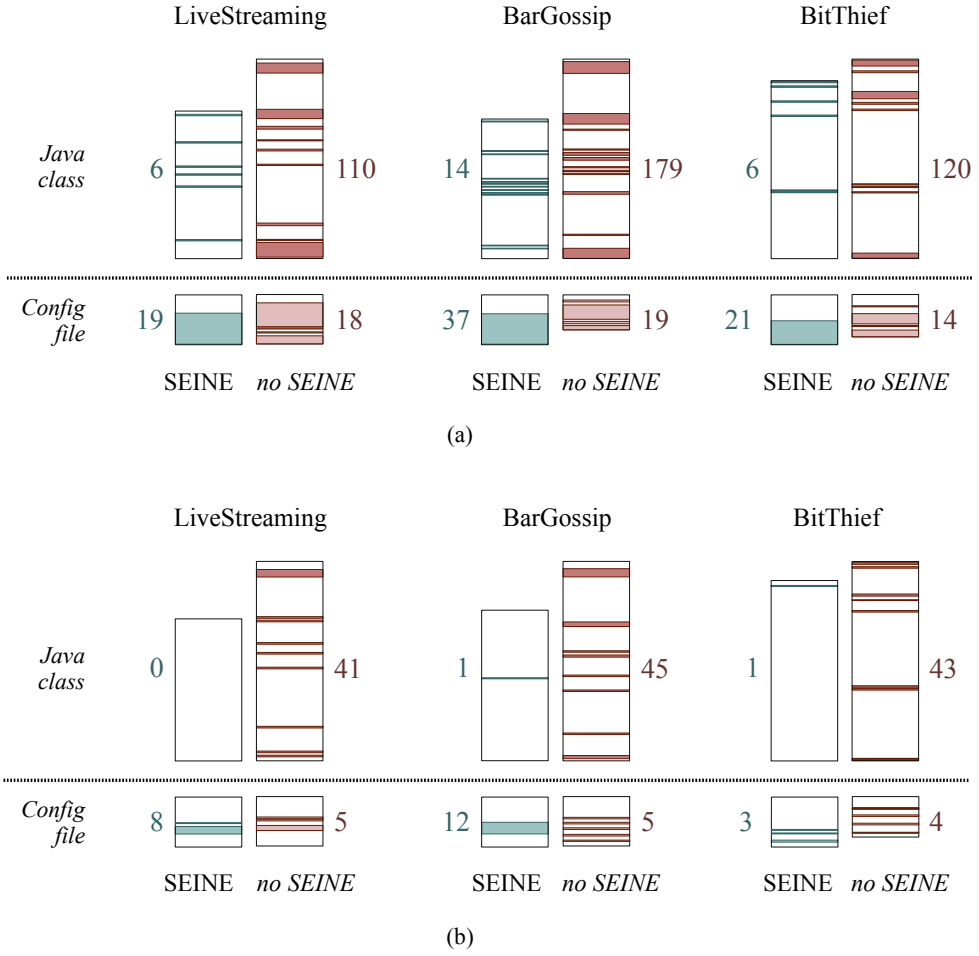 LiveStreaming BarGossip BitThief
Java class 6 110 14 179 6 120
Config file 19 18 37 19 21 14
SEINE no SEINE SEINE no SEINE SEINE no SEINE
(a)
LiveStreaming BarGossip BitThief
Java class 0 41 1 45 1 43
Config file 8 5 12 5 3 4
SEINE no SEINE SEINE no SEINE SEINE no SEINE
(b)